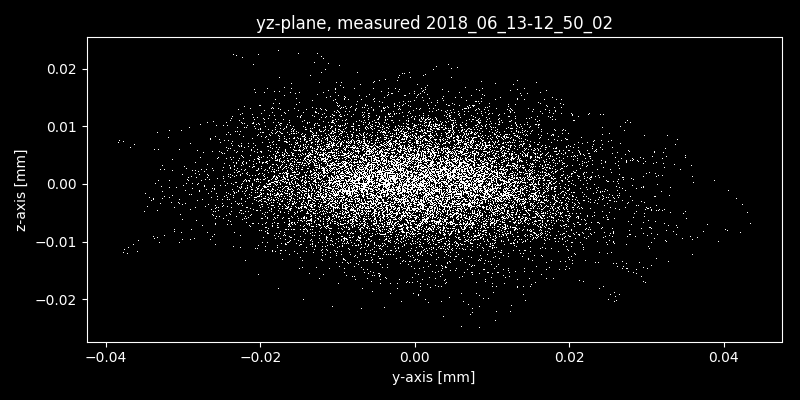 yz-plane, measured 2018_06_13-12_50_02
0.02
0.01
0.00
−0.01
−0.02
z-axis [mm]
−0.04 −0.02 0.00 0.02 0.04
y-axis [mm]